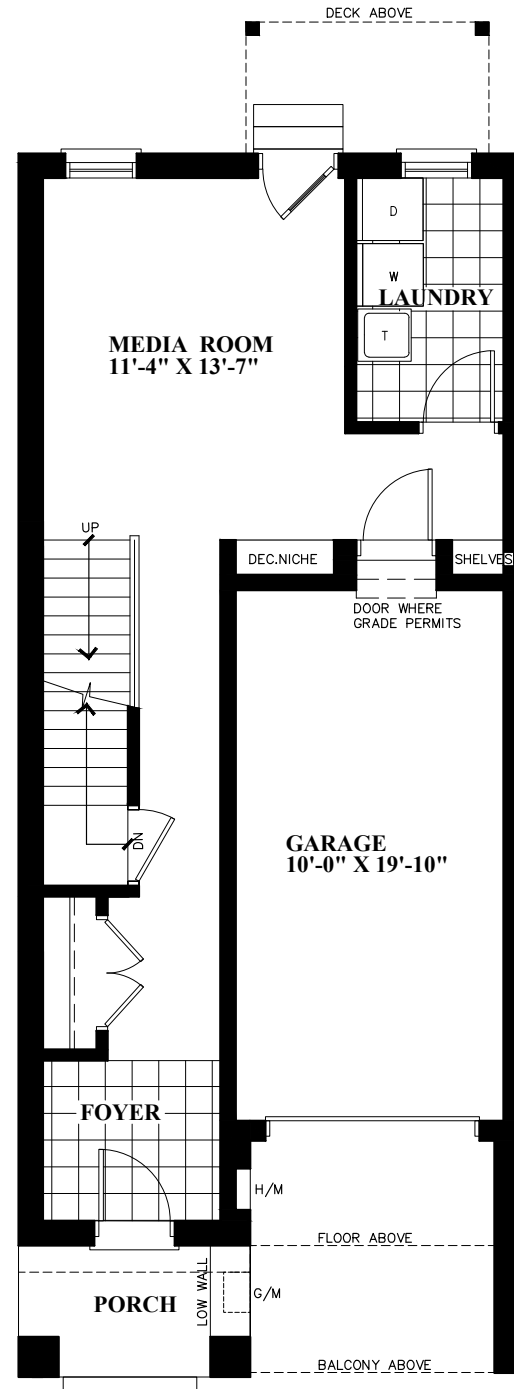 DECK ABOVE
D
W
LAUNDRY
T
MEDIA ROOM
11'-4" X 13'-7"
UP
DEC.NICHE
SHELVES
DOOR WHERE
GRADE PERMITS
DN
GARAGE
10'-0" X 19'-10"
FOYER
H/M
FLOOR ABOVE
LOW WALL
G/M
PORCH
BALCONY ABOVE